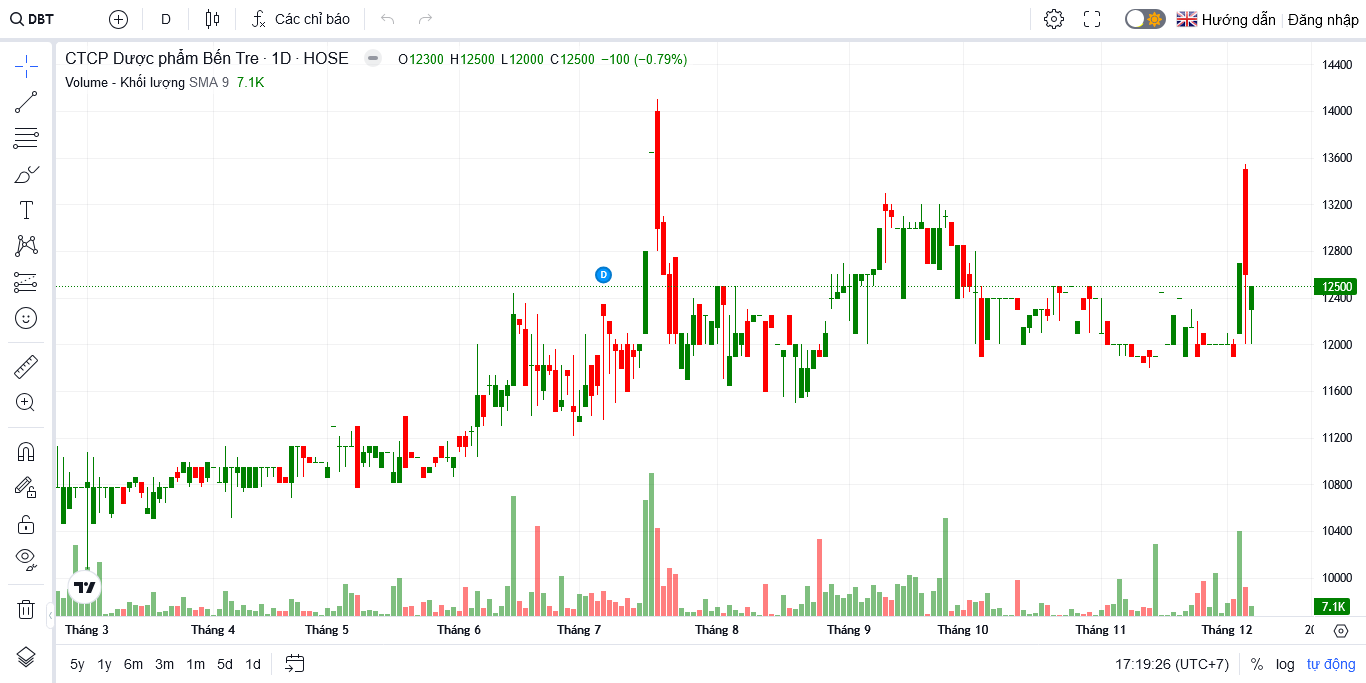 DBT D Các chỉ báo Hướng dẫn Đăng nhập
CTCP Dược phẩm Bến Tre · 1D · HOSE O12300 H12500 L12000 C12500 −100 (−0.79%)
Volume - Khối lượng SMA 9 7.1K
14400
14000
13600
13200
12800
12500
12400
12000
11600
11200
10800
10400
10000
7.1K
D
Tháng 3 Tháng 4 Tháng 5 Tháng 6 Tháng 7 Tháng 8 Tháng 9 Tháng 10 Tháng 11 Tháng 12
5y 1y 6m 3m 1m 5d 1d 17:19:26 (UTC+7) % log tự động